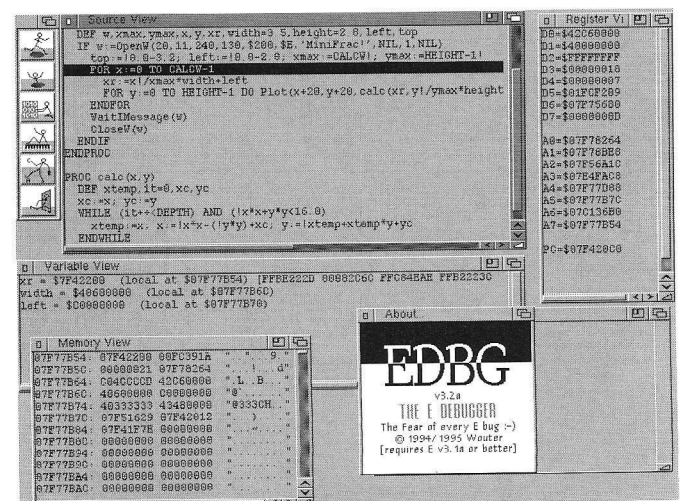 Source View
DEF w,xmax,ymax,x,y,xr,width=3.5,height=2.8,left,top
IF w:=OpenW(20,11,240,130,$200,$E,'MiniFrac!',NIL,1,NIL)
top:=!0.0-3.2; left:=!0.0-2.0; xmax:=CALCW!; ymax:=HEIGHT-1!
FOR x:=0 TO CALCW-1
xr:=x!/xmax*width+left
FOR y:=0 TO HEIGHT-1 DO Plot(x+20,y+20,calc(xr,y!/ymax*height
ENDFOR
WaitIMessage(w)
CloseW(w)
ENDIF
ENDPROC
PROC calc(x,y)
DEF xtemp,it=0,xc,yc
xc:=x; yc:=y
WHILE (it++<DEPTH) AND (!x*x+y*y<16.0)
xtemp:=x; x:=!x*x-(!y*y)+xc; y:=!xtemp+xtemp*y+yc
ENDWHILE
Register Vi
D0=$42C60000
D1=$40000000
D2=$FFFFFFFF
D3=$00000010
D4=$00000007
D5=$01FCF289
D6=$07F75600
D7=$0000000D
A0=$07F78264
A1=$07F78BE8
A2=$07F56A1C
A3=$07E4FAC8
A4=$07F77D88
A5=$07F77B7C
A6=$07C136B0
A7=$07F77B54
PC=$07F420C0
Variable View
xr = $7F42200 (local at $07F77B54) [FFBE222D 00082C6C FFC84EAE FFB22230
width = $40600000 (local at $07F77B6C)
left = $C0000000 (local at $07F77B70)
Memory View
07F77B54: 07F42200 00FC391A
07F77B5C: 00000021 07F78264
07F77B64: C04CCCCD 42C60000
07F77B6C: 40600000 C0000000
07F77B74: 40333333 43480000 "@333CH.."
07F77B7C: 07F51629 07F42012
07F77B84: 07F41F7E 00000000
07F77B8C: 00000000 00000000
07F77B94: 00000000 00000000
07F77B9C: 00000000 00000000
07F77BA4: 00000000 00000000
07F77BAC: 00000000 00000000
About..
EDBG
v3.2a
THE E DEBUGGER
The Fear of every E bug :-)
© 1994/1995 Wouter
[requires E v3.1a or better]